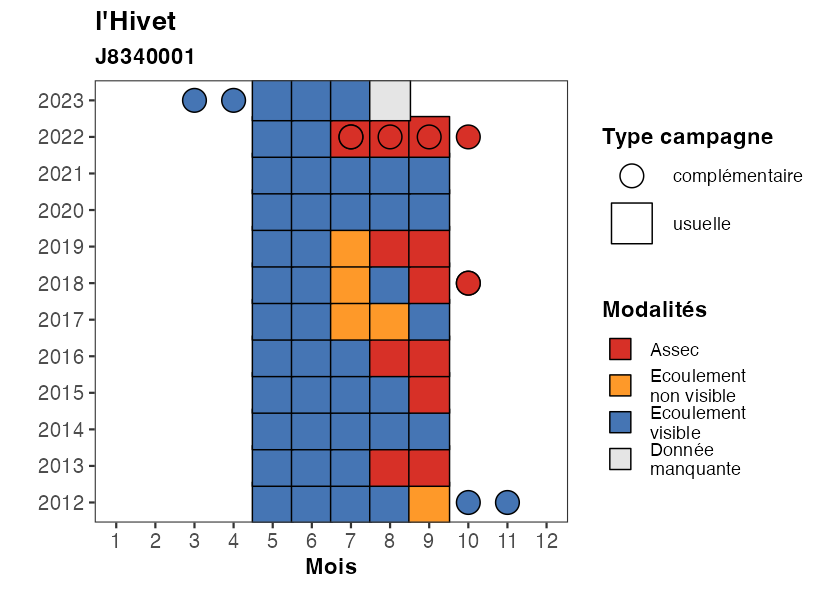 l'Hivet
J8340001
2023
2022
2021
2020
2019
2018
2017
2016
2015
2014
2013
2012
1 2 3 4 5 6 7 8 9 10 11 12
Mois
Type campagne
complémentaire
usuelle
Modalités
Assec
Ecoulement
non visible
Ecoulement
visible
Donnée
manquante